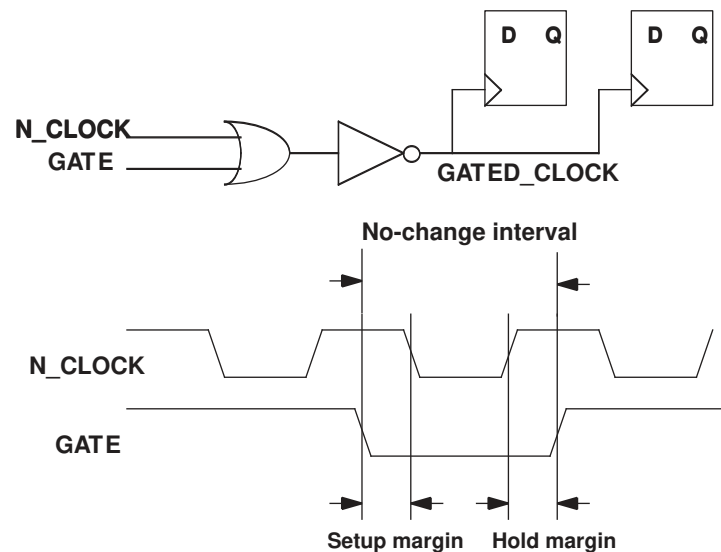 D Q
D Q
N_CLOCK
GATE
GATED_CLOCK
No-change interval
N_CLOCK
GATE
Setup margin
Hold margin